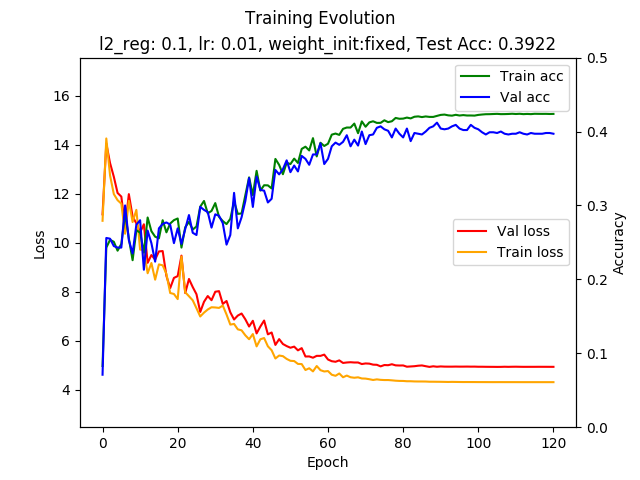 Training Evolution
l2_reg: 0.1, lr: 0.01, weight_init:fixed, Test Acc: 0.3922
Train acc
Val acc
Val loss
Train loss
Loss
16
14
12
10
8
6
4
Accuracy
0.5
0.4
0.3
0.2
0.1
0.0
0
20
40
60
80
100
120
Epoch